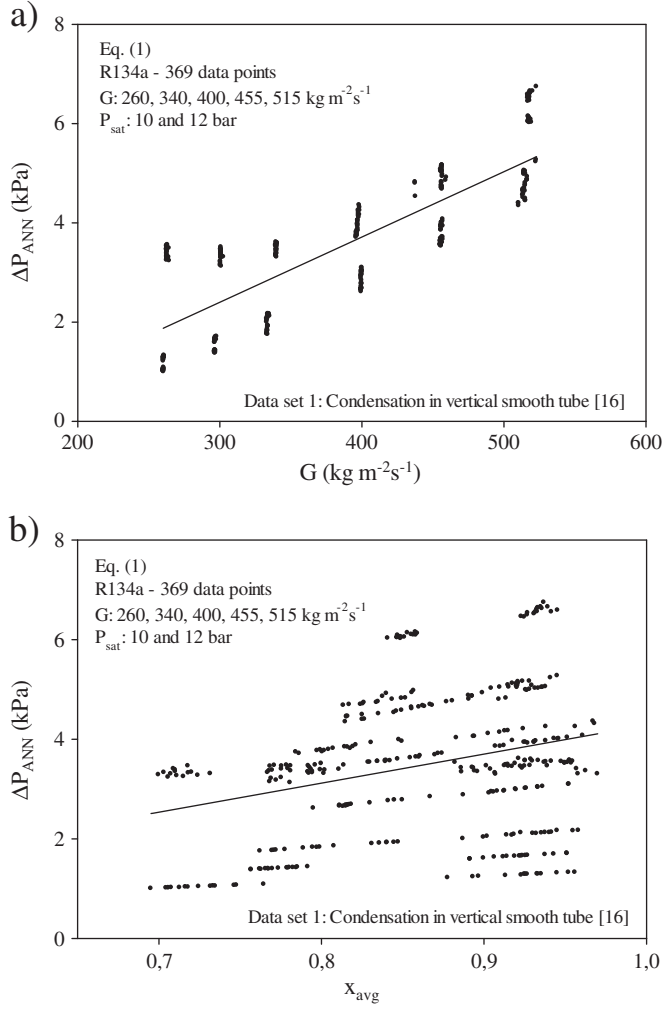 a)
8
6
4
2
0
ΔP_ANN (kPa)
Eq. (1)
R134a - 369 data points
G: 260, 340, 400, 455, 515 kg m⁻²s⁻¹
P_sat: 10 and 12 bar
Data set 1: Condensation in vertical smooth tube [16]
200 300 400 500 600
G (kg m⁻²s⁻¹)
b)
8
6
4
2
0
ΔP_ANN (kPa)
Eq. (1)
R134a - 369 data points
G: 260, 340, 400, 455, 515 kg m⁻²s⁻¹
P_sat: 10 and 12 bar
Data set 1: Condensation in vertical smooth tube [16]
0,7 0,8 0,9 1,0
x_avg